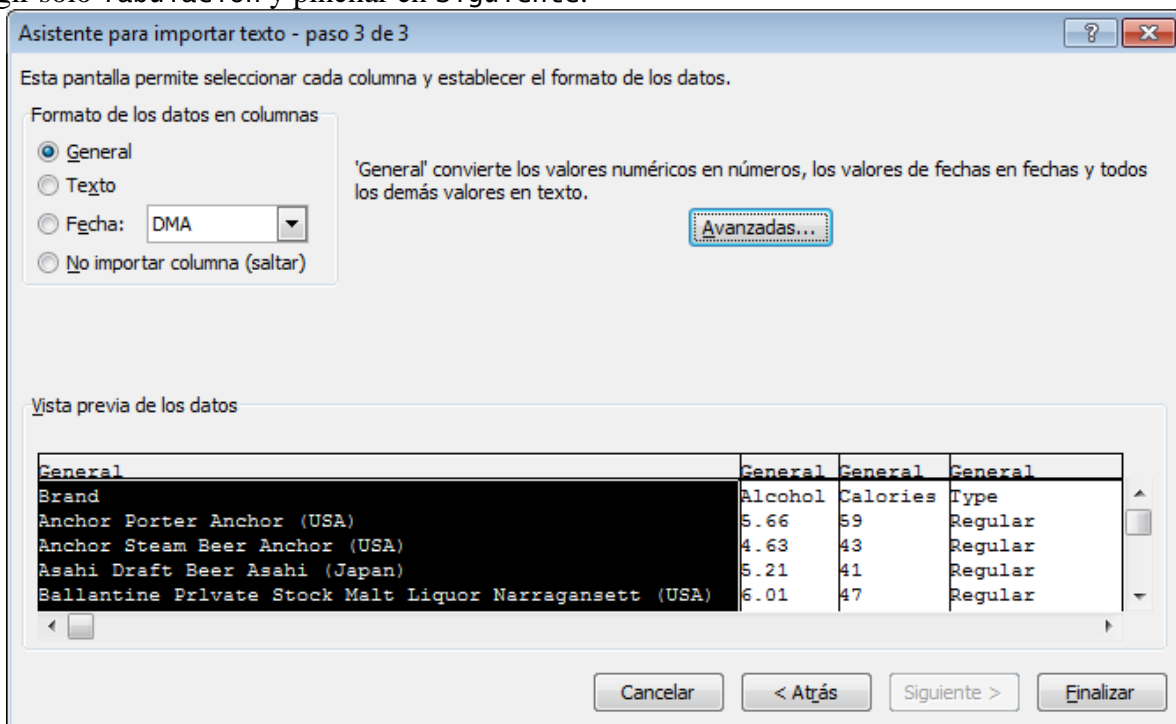 solo Tabulación y pinchar en Siguiente.
Asistente para importar texto - paso 3 de 3
Esta pantalla permite seleccionar cada columna y establecer el formato de los datos.
Formato de los datos en columnas
General
Texto
Fecha: DMA
No importar columna (saltar)
'General' convierte los valores numéricos en números, los valores de fechas en fechas y todos
los demás valores en texto.
Avanzadas...
Vista previa de los datos
General General General General
Brand Alcohol Calories Type
Anchor Porter Anchor (USA) 5.66 59 Regular
Anchor Steam Beer Anchor (USA) 4.63 43 Regular
Asahi Draft Beer Asahi (Japan) 5.21 41 Regular
Ballantine Prlvate Stock Malt Liquor Narragansett (USA) 6.01 47 Regular
Cancelar < Atrás Siguiente > Finalizar